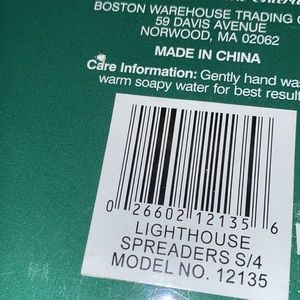 BOSTON WAREHOUSE TRADING
59 DAVIS AVENUE
NORWOOD, MA 02062
MADE IN CHINA
Care Information: Gently hand
warm soapy water for best
0 26602 12135 6
LIGHTHOUSE
SPREADERS S/4
MODEL NO. 12135